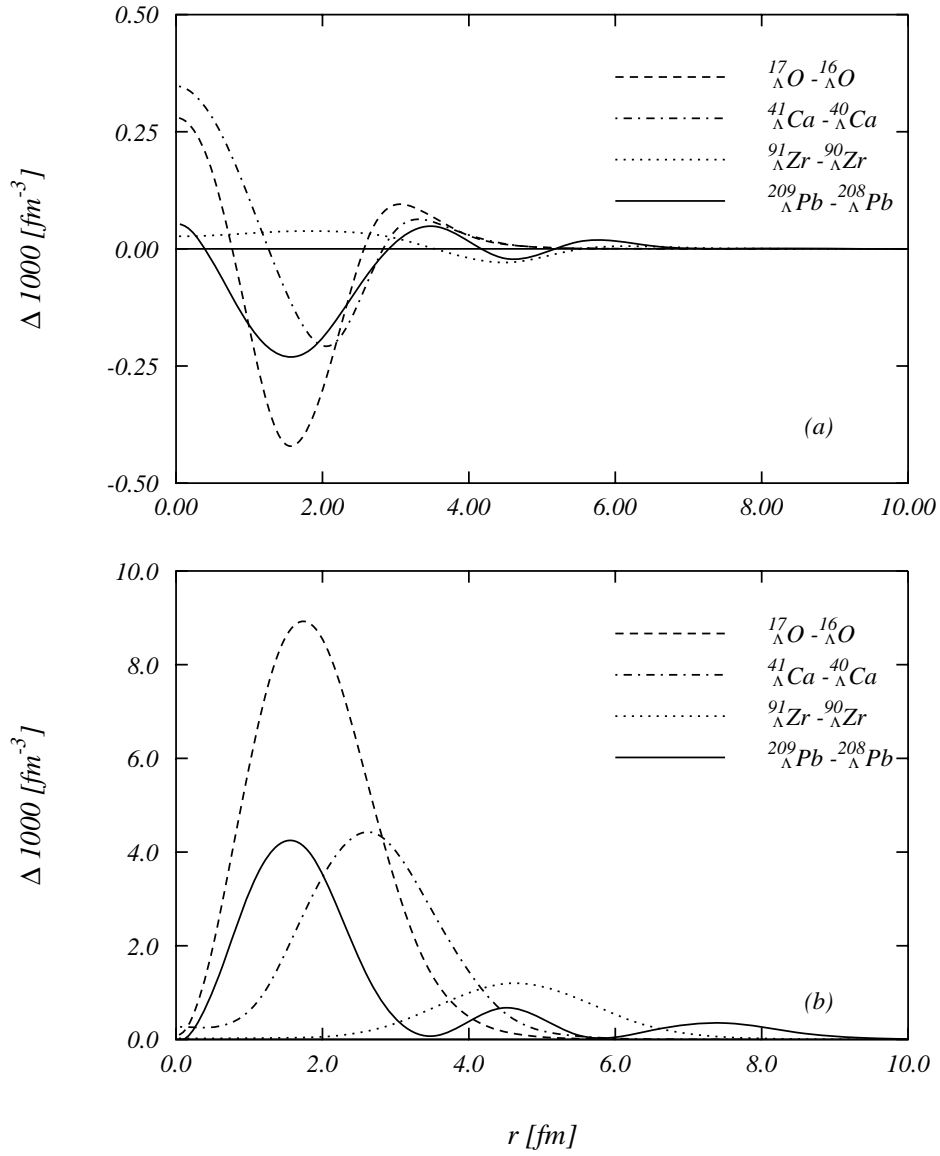 0.50
0.25
0.00
-0.25
-0.50
Δ 1000 [fm⁻³]
¹⁷ΛO - ¹⁶ΛO
⁴¹ΛCa - ⁴⁰ΛCa
⁹¹ΛZr - ⁹⁰ΛZr
²⁰⁹ΛPb - ²⁰⁸ΛPb
(a)
0.00 2.00 4.00 6.00 8.00 10.00
10.0
8.0
6.0
4.0
2.0
0.0
Δ 1000 [fm⁻³]
¹⁷ΛO - ¹⁶ΛO
⁴¹ΛCa - ⁴⁰ΛCa
⁹¹ΛZr - ⁹⁰ΛZr
²⁰⁹ΛPb - ²⁰⁸ΛPb
(b)
0.0 2.0 4.0 6.0 8.0 10.0
r [fm]